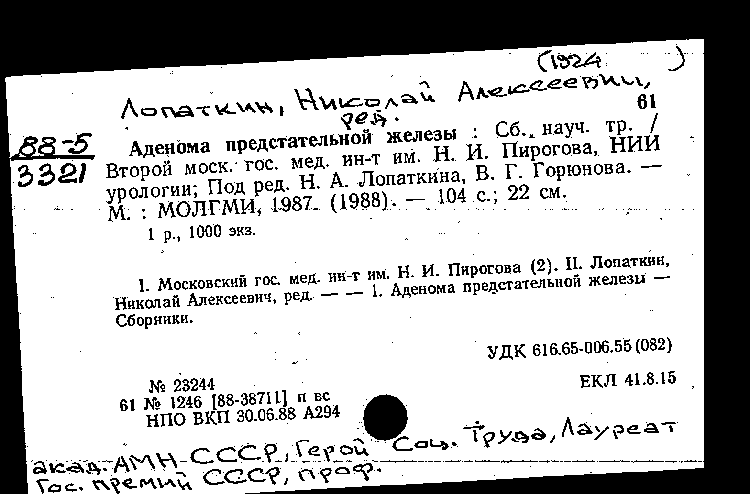 (1924 )
Лопаткин, Николай Алексеевич,
ред.
61
88-5
3321
Аденома предстательной железы : Сб. науч. тр. /
Второй моск. гос. мед. ин-т им. Н. И. Пирогова, НИИ
урологии; Под ред. Н. А. Лопаткина, В. Г. Горюнова. —
М. : МОЛГМИ, 1987 (1988). — 104 с.; 22 см.
1 р., 1000 экз.
I. Московский гос. мед. ин-т им. Н. И. Пирогова (2). II. Лопаткин,
Николай Алексеевич, ред. — — 1. Аденома предстательной железы —
Сборники.
УДК 616.65-006.55 (082)
№ 23244
61 № 1246 [88-38711] п вс
НПО ВКП 30.06.88 А294
ЕКЛ 41.8.15
акад. АМН СССР, Герой Соц. Труда, Лауреат
Гос. премий СССР, проф.